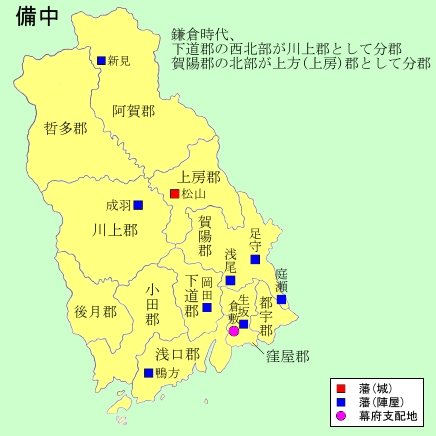 備中
鎌倉時代、
下道郡の西北部が川上郡として分郡
賀陽郡の北部が上方(上房)郡として分郡
新見
阿賀郡
哲多郡
上房郡
松山
成羽
川上郡
賀陽郡
足守
浅尾
庭瀬
下道郡
岡田
小田郡
後月郡
生坂
倉敷
都宇郡
浅口郡
鴨方
窪屋郡
藩(城)
藩(陣屋)
幕府支配地